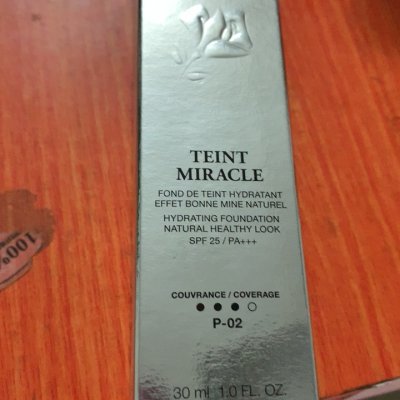 TEINT
MIRACLE
FOND DE TEINT HYDRATANT
EFFET BONNE MINE NATUREL
HYDRATING FOUNDATION
NATURAL HEALTHY LOOK
SPF 25 / PA+++
COUVRANCE / COVERAGE
P-02
30 ml 1.0 FL. OZ.
100%